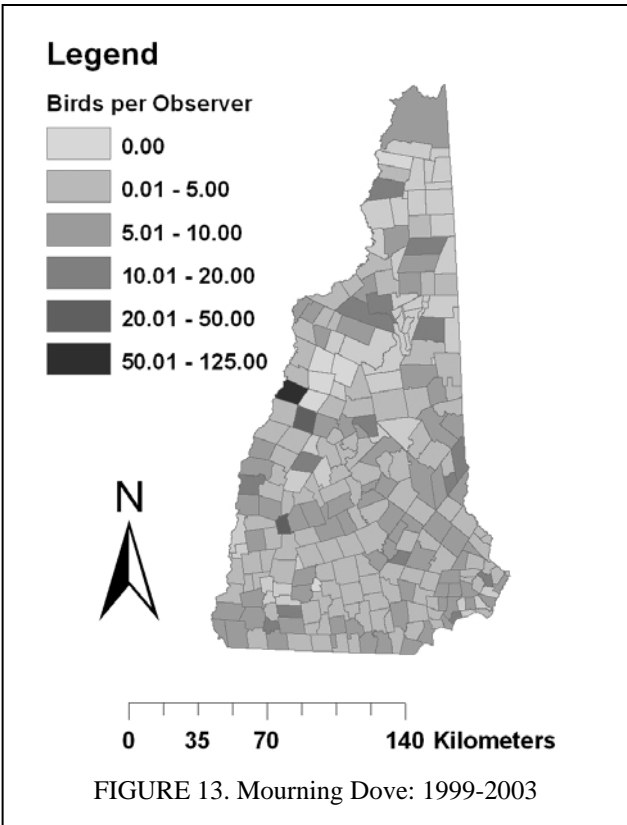 Legend
Birds per Observer
0.00
0.01 - 5.00
5.01 - 10.00
10.01 - 20.00
20.01 - 50.00
50.01 - 125.00
N
0 35 70 140 Kilometers
FIGURE 13. Mourning Dove: 1999-2003